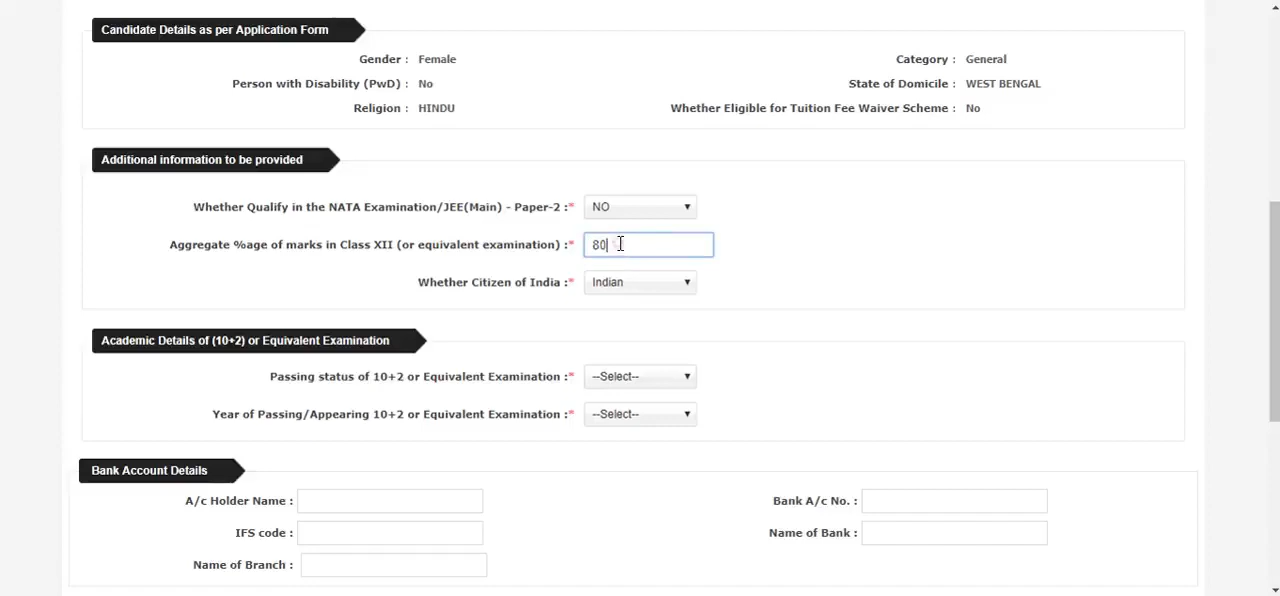 Candidate Details as per Application Form
Gender : Female Category : General
Person with Disability (PwD) : No State of Domicile : WEST BENGAL
Religion : HINDU Whether Eligible for Tuition Fee Waiver Scheme : No
Additional information to be provided
Whether Qualify in the NATA Examination/JEE(Main) - Paper-2 :* NO
Aggregate %age of marks in Class XII (or equivalent examination) :* 80
Whether Citizen of India :* Indian
Academic Details of (10+2) or Equivalent Examination
Passing status of 10+2 or Equivalent Examination :* --Select--
Year of Passing/Appearing 10+2 or Equivalent Examination :* --Select--
Bank Account Details
A/c Holder Name : Bank A/c No. :
IFS code : Name of Bank :
Name of Branch :